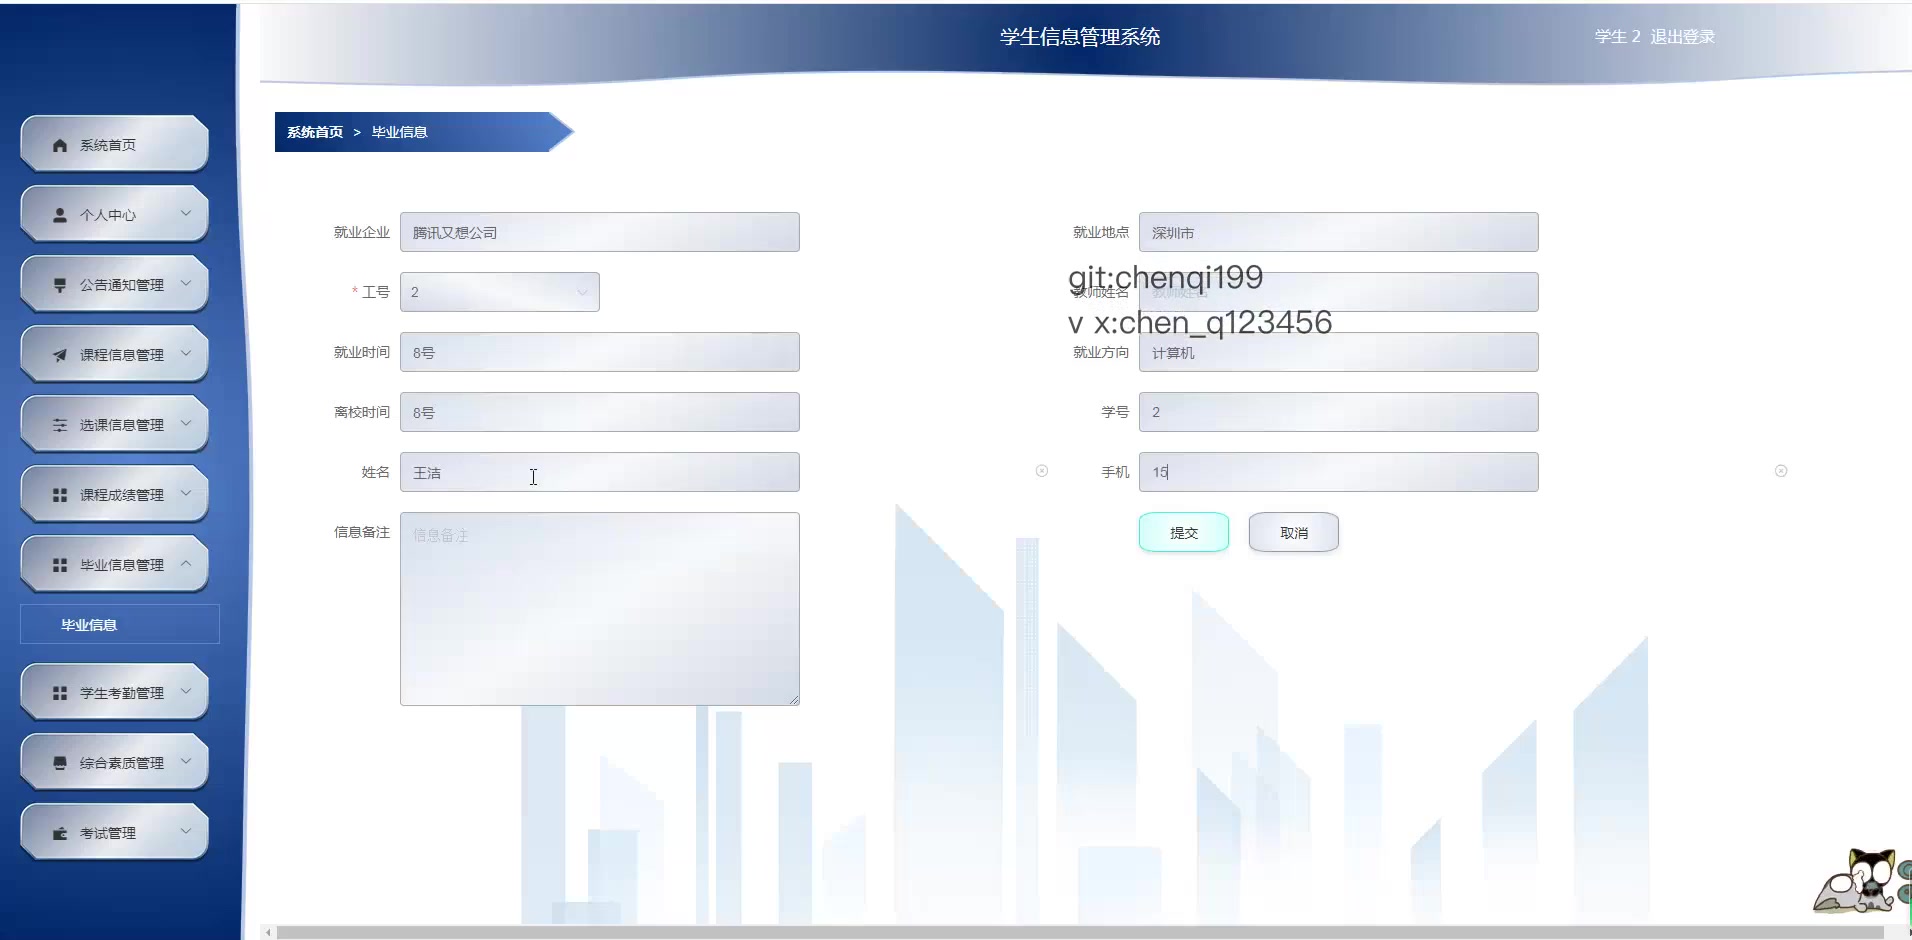 学生信息管理系统
学生 2 退出登录
系统首页 > 毕业信息
系统首页
个人中心
公告通知管理
课程信息管理
选课信息管理
课程成绩管理
毕业信息管理
毕业信息
学生考勤管理
综合素质管理
考试管理
就业企业 腾讯又想公司
就业地点 深圳市
* 工号 2
git:chenqi199
教师姓名 教师姓名
v x:chen_q123456
就业时间 8号
就业方向 计算机
离校时间 8号
学号 2
姓名 王洁
手机 15
信息备注 信息备注
提交 取消